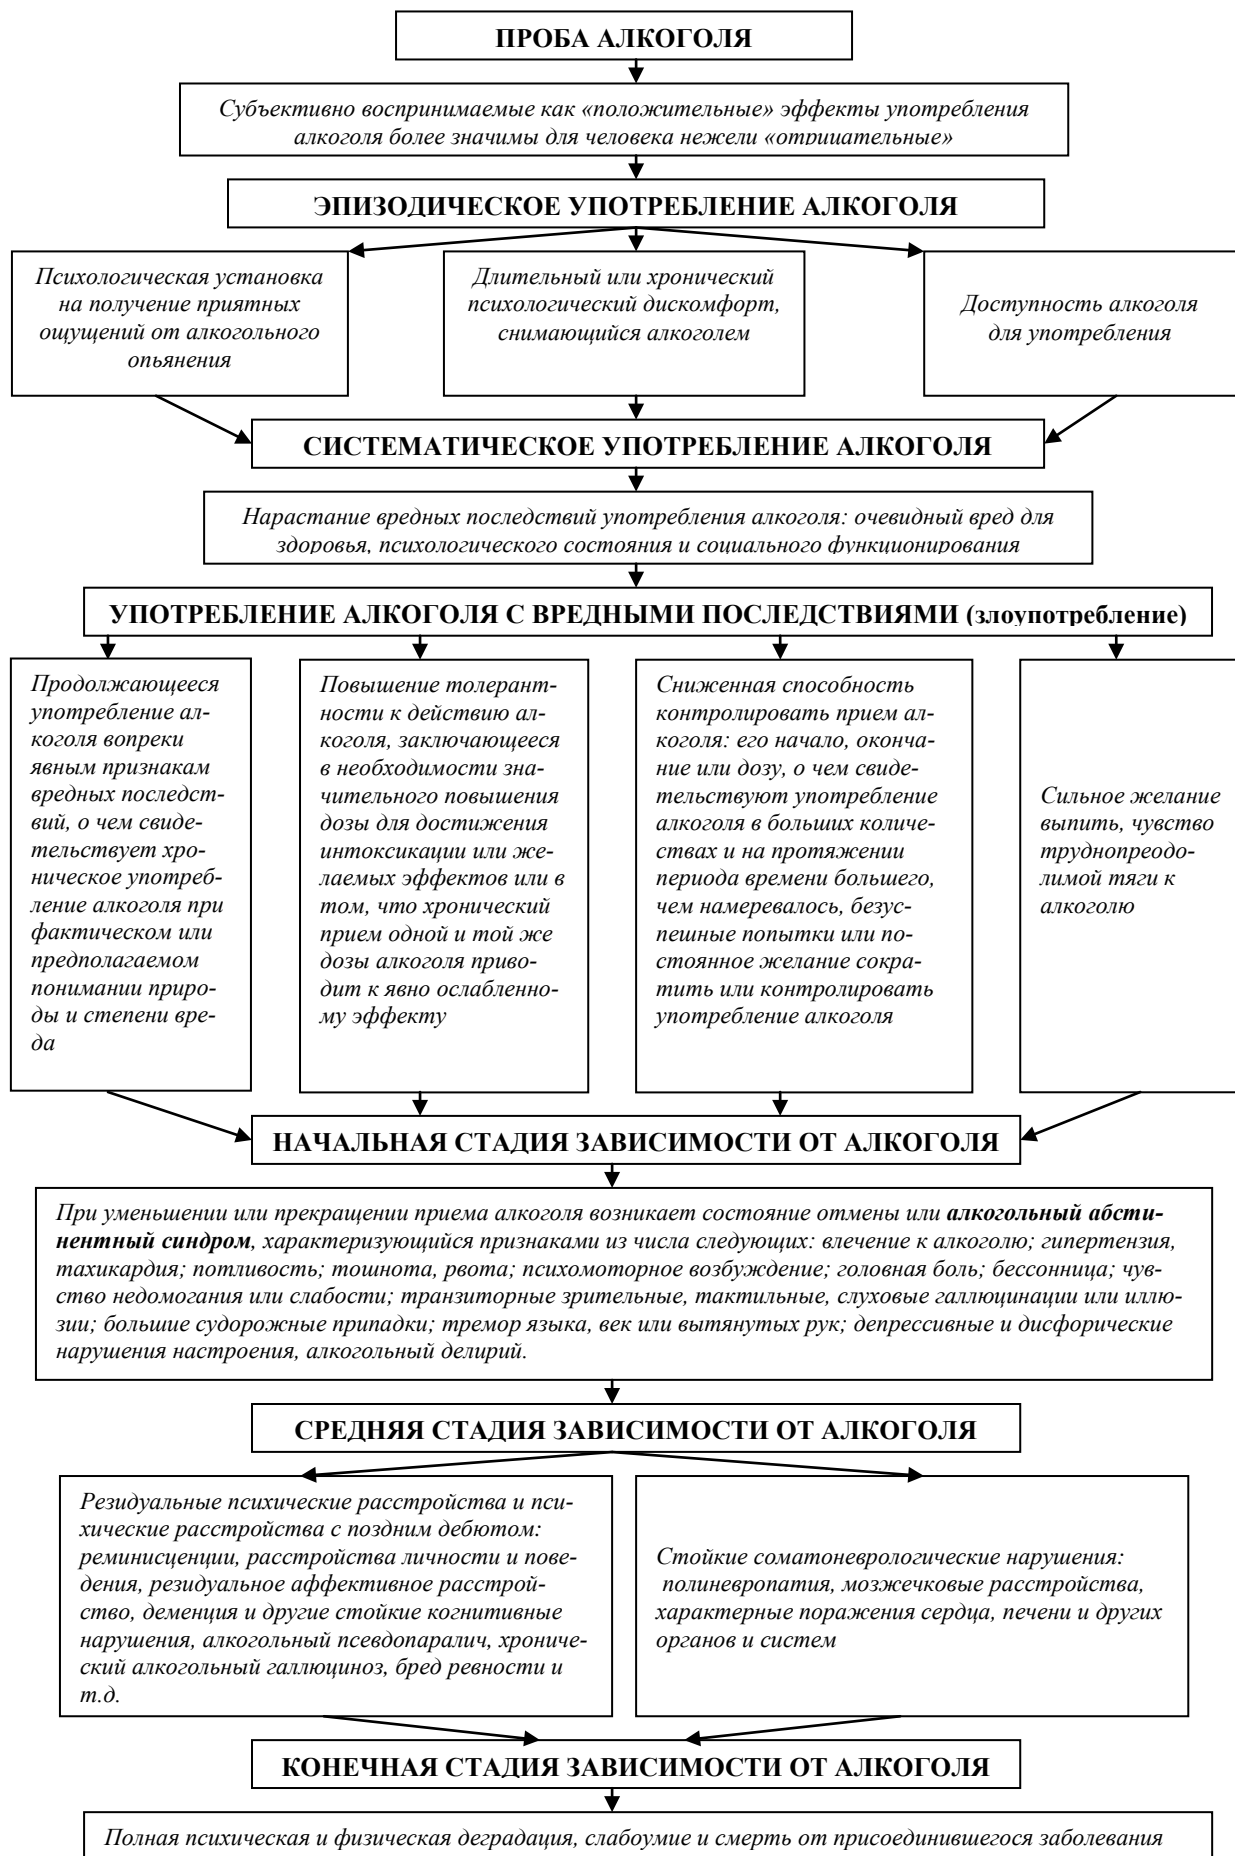 ПРОБА АЛКОГОЛЯ
Субъективно воспринимаемые как «положительные» эффекты употребления
алкоголя более значимы для человека нежели «отрицательные»
ЭПИЗОДИЧЕСКОЕ УПОТРЕБЛЕНИЕ АЛКОГОЛЯ
Психологическая установка
на получение приятных
ощущений от алкогольного
опьянения
Длительный или хронический
психологический дискомфорт,
снимающийся алкоголем
Доступность алкоголя
для употребления
СИСТЕМАТИЧЕСКОЕ УПОТРЕБЛЕНИЕ АЛКОГОЛЯ
Нарастание вредных последствий употребления алкоголя: очевидный вред для
здоровья, психологического состояния и социального функционирования
УПОТРЕБЛЕНИЕ АЛКОГОЛЯ С ВРЕДНЫМИ ПОСЛЕДСТВИЯМИ (злоупотребление)
Продолжающееся
употребление ал-
коголя вопреки
явным признакам
вредных последст-
вий, о чем свиде-
тельствует хро-
ническое употреб-
ление алкоголя при
фактическом или
предполагаемом
понимании приро-
ды и степени вре-
да
Повышение толерант-
ности к действию ал-
коголя, заключающееся
в необходимости зна-
чительного повышения
дозы для достижения
интоксикации или же-
лаемых эффектов или в
том, что хронический
прием одной и той же
дозы алкоголя приво-
дит к явно ослабленно-
му эффекту
Сниженная способность
контролировать прием ал-
коголя: его начало, оконча-
ние или дозу, о чем свиде-
тельствуют употребление
алкоголя в больших количе-
ствах и на протяжении
периода времени большего,
чем намеревалось, безус-
пешные попытки или по-
стоянное желание сокра-
тить или контролировать
употребление алкоголя
Сильное желание
выпить, чувство
труднопреодо-
лимой тяги к
алкоголю
НАЧАЛЬНАЯ СТАДИЯ ЗАВИСИМОСТИ ОТ АЛКОГОЛЯ
При уменьшении или прекращении приема алкоголя возникает состояние отмены или алкогольный абсти-
нентный синдром, характеризующийся признаками из числа следующих: влечение к алкоголю; гипертензия,
тахикардия; потливость; тошнота, рвота; психомоторное возбуждение; головная боль; бессонница; чув-
ство недомогания или слабости; транзиторные зрительные, тактильные, слуховые галлюцинации или иллю-
зии; большие судорожные припадки; тремор языка, век или вытянутых рук; депрессивные и дисфорические
нарушения настроения, алкогольный делирий.
СРЕДНЯЯ СТАДИЯ ЗАВИСИМОСТИ ОТ АЛКОГОЛЯ
Резидуальные психические расстройства и пси-
хические расстройства с поздним дебютом:
реминисценции, расстройства личности и пове-
дения, резидуальное аффективное расстрой-
ство, деменция и другие стойкие когнитивные
нарушения, алкогольный псевдопаралич, хрониче-
ский алкогольный галлюциноз, бред ревности и
т.д.
Стойкие соматоневрологические нарушения:
полиневропатия, мозжечковые расстройства,
характерные поражения сердца, печени и других
органов и систем
КОНЕЧНАЯ СТАДИЯ ЗАВИСИМОСТИ ОТ АЛКОГОЛЯ
Полная психическая и физическая деградация, слабоумие и смерть от присоединившегося заболевания